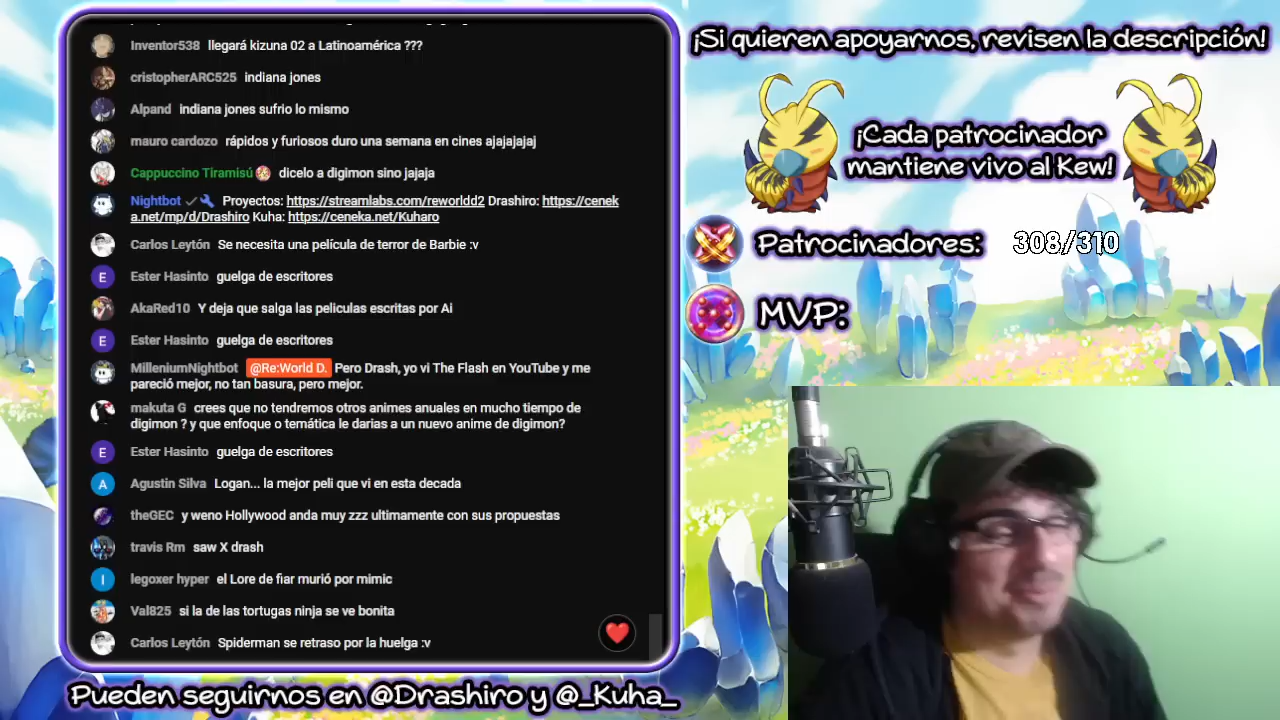 ¡Si quieren apoyarnos, revisen la descripción!
Inventor538 llegará kizuna 02 a Latinoamérica ???
cristopherARC525 indiana jones
Alpand indiana jones sufrio lo mismo
mauro cardozo rápidos y furiosos duro una semana en cines ajajajajaj
Cappuccino Tiramisú dicelo a digimon sino jajaja
Nightbot Proyectos: https://streamlabs.com/reworldd2 Drashiro: https://cenek
a.net/mp/d/Drashiro Kuha: https://ceneka.net/Kuharo
Carlos Leytón Se necesita una película de terror de Barbie :v
E Ester Hasinto guelga de escritores
AkaRed10 Y deja que salga las peliculas escritas por Ai
E Ester Hasinto guelga de escritores
MilleniumNightbot @Re:World D. Pero Drash, yo vi The Flash en YouTube y me
pareció mejor, no tan basura, pero mejor.
makuta G crees que no tendremos otros animes anuales en mucho tiempo de
digimon ? y que enfoque o temática le darias a un nuevo anime de digimon?
E Ester Hasinto guelga de escritores
A Agustin Silva Logan... la mejor peli que vi en esta decada
theGEC y weno Hollywood anda muy zzz ultimamente con sus propuestas
travis Rm saw X drash
l legoxer hyper el Lore de fiar murió por mimic
Val825 si la de las tortugas ninja se ve bonita
Carlos Leytón Spiderman se retraso por la huelga :v
¡Cada patrocinador
mantiene vivo al Kew!
Patrocinadores: 308/310
MVP:
Pueden seguirnos en @Drashiro y @_Kuha_